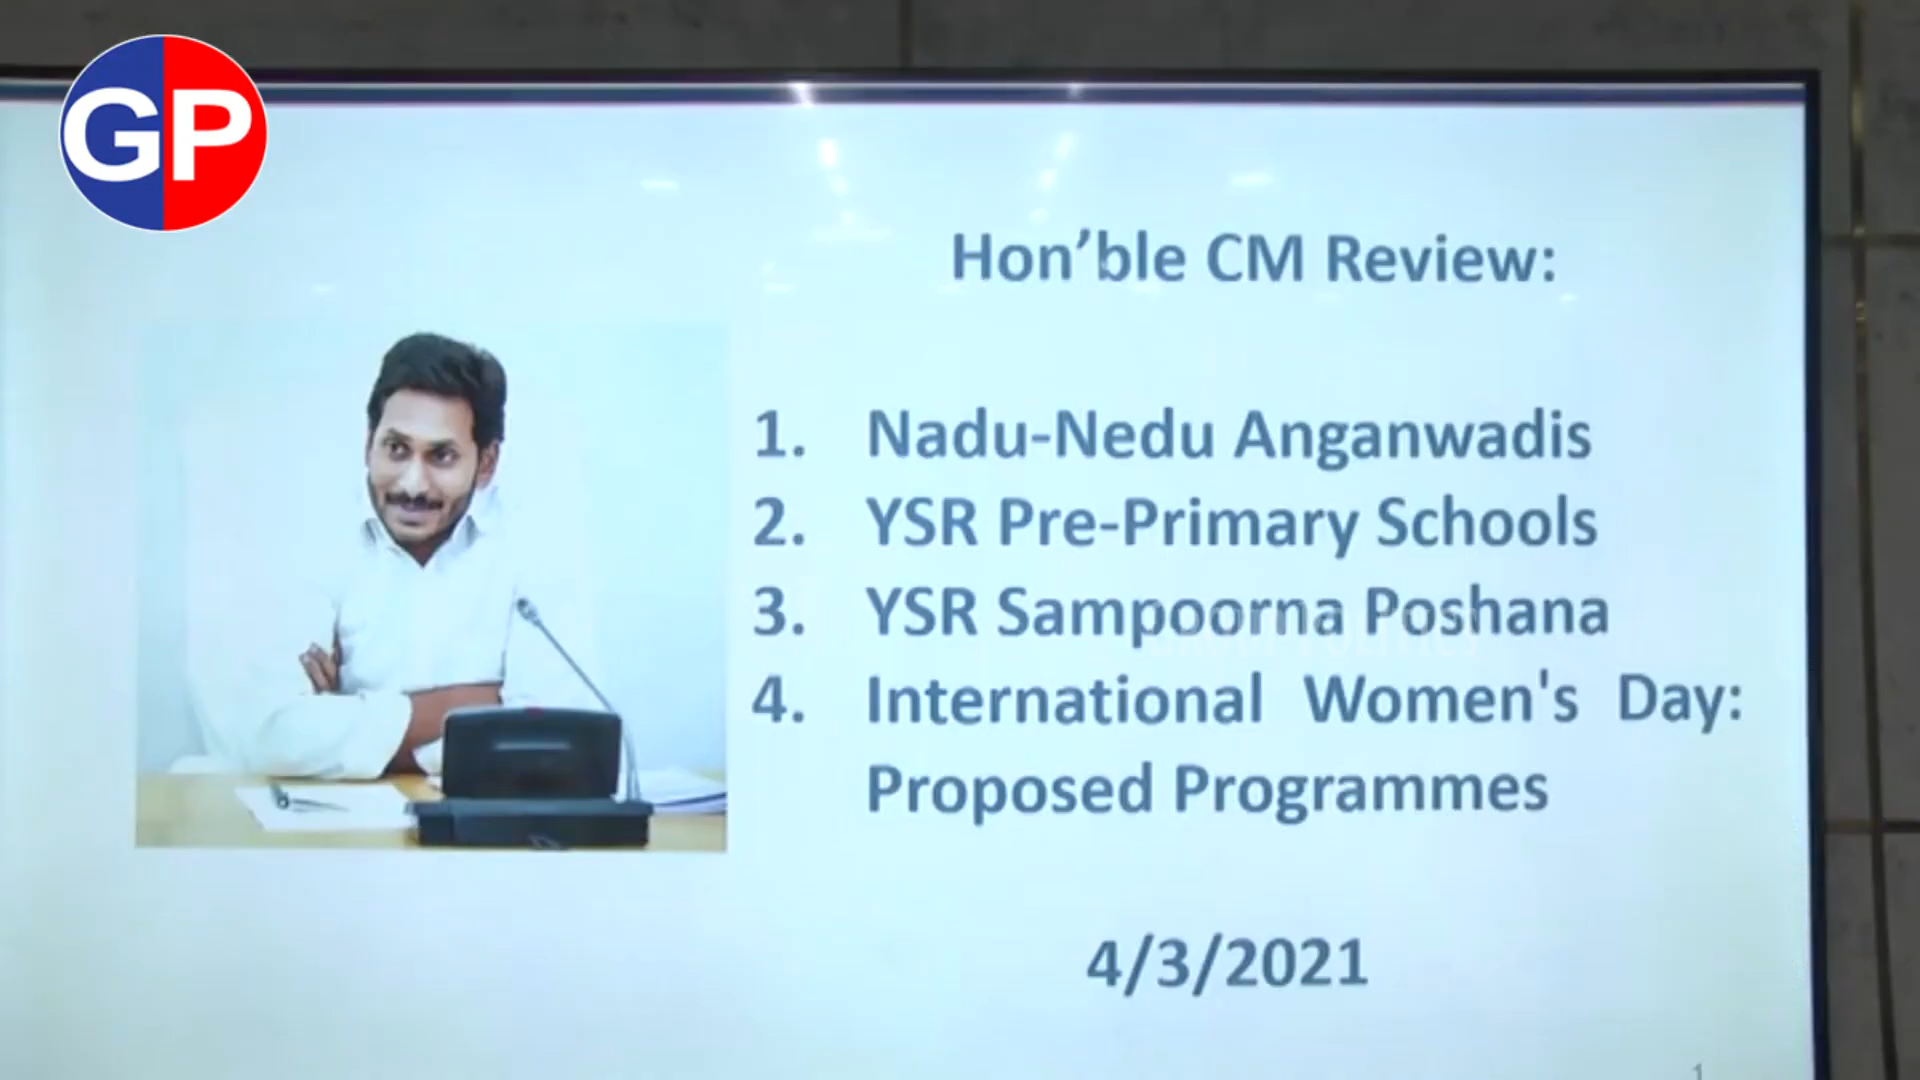 GP
Hon’ble CM Review:
1. Nadu-Nedu Anganwadis
2. YSR Pre-Primary Schools
3. YSR Sampoorna Poshana
4. International Women's Day:
Proposed Programmes
4/3/2021
1